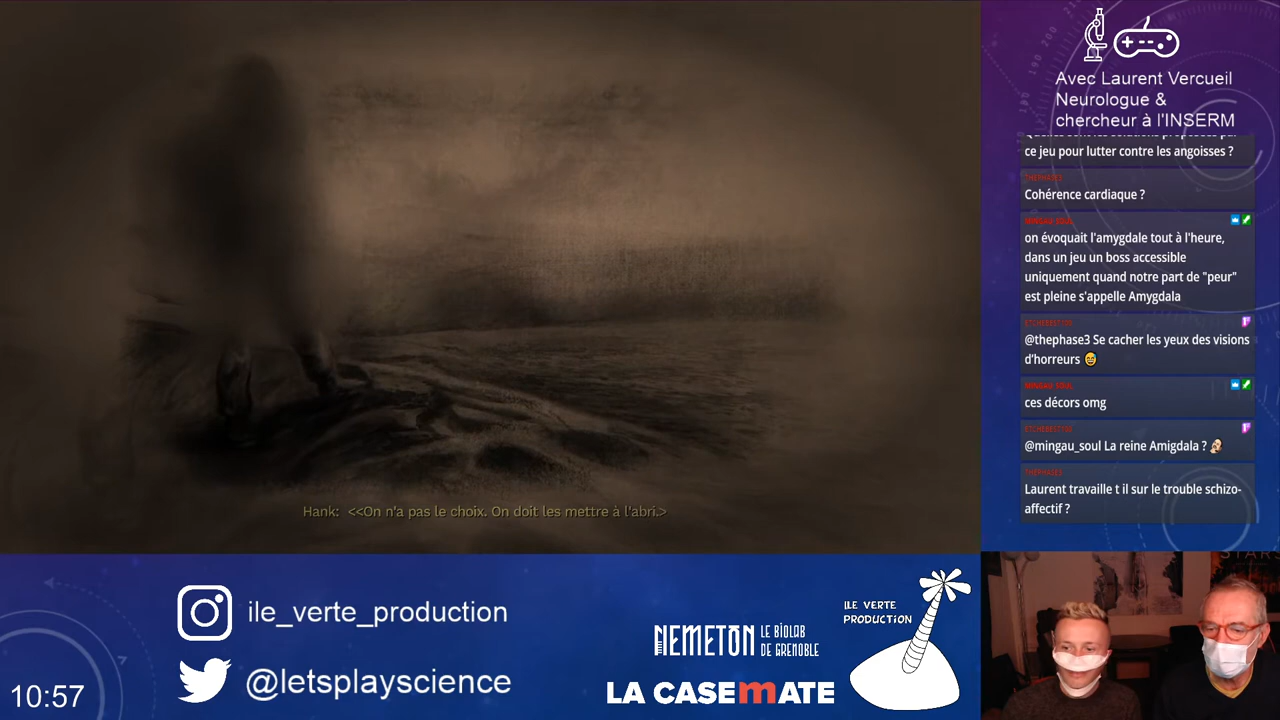 Avec Laurent Vercueil
Neurologue &
chercheur à l'INSERM
ce jeu pour lutter contre les angoisses ?
THEPHASE3
Cohérence cardiaque ?
MINGAU_SOUL
on évoquait l'amygdale tout à l'heure,
dans un jeu un boss accessible
uniquement quand notre part de "peur"
est pleine s'appelle Amygdala
@thephase3 Se cacher les yeux des visions
d'horreurs 😅
MINGAU_SOUL
ces décors omg
@mingau_soul La reine Amigdala ?
THEPHASE3
Laurent travaille t il sur le trouble schizo-
affectif ?
Hank: <<On n'a pas le choix. On doit les mettre à l'abri.>
ile_verte_production
@letsplayscience
10:57
NEMETON LE BIOLAB
DE GRENOBLE
LA CASEMATE
ILE VERTE
PRODUCTION